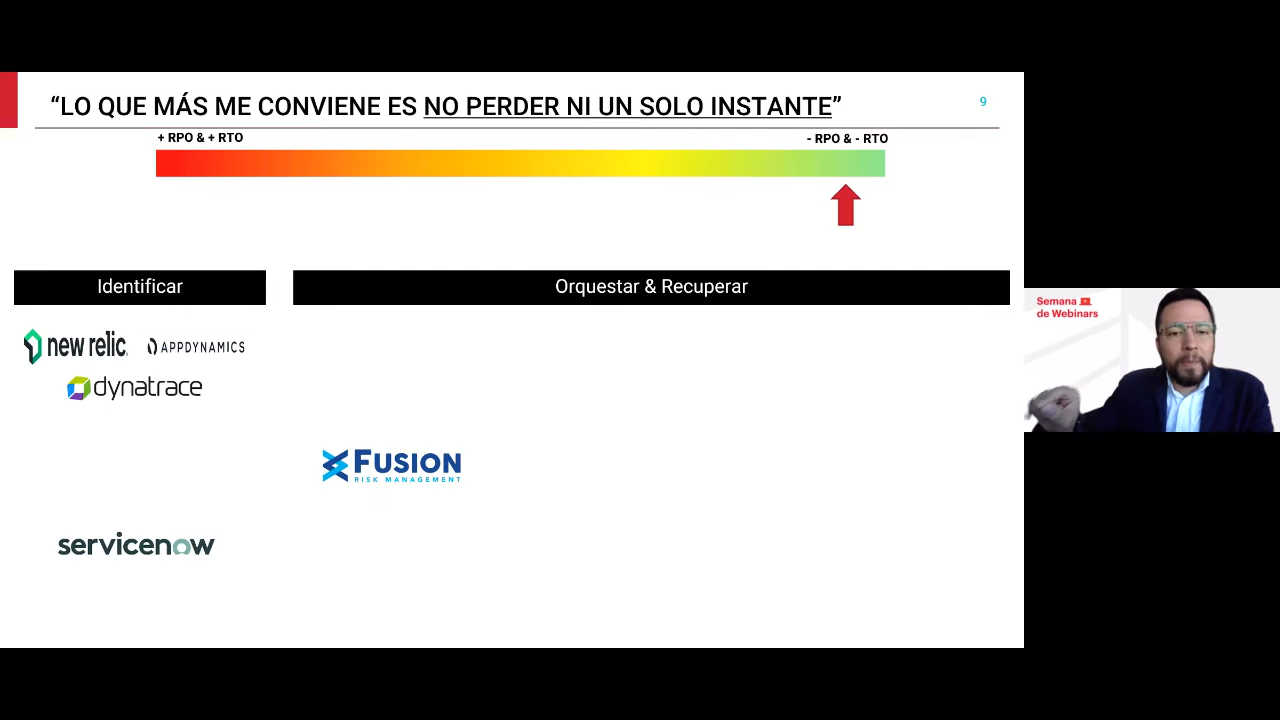 “LO QUE MÁS ME CONVIENE ES NO PERDER NI UN SOLO INSTANTE”
9
+ RPO & + RTO
- RPO & - RTO
Identificar
Orquestar & Recuperar
new relic.
APPDYNAMICS
dynatrace
FUSION
RISK MANAGEMENT
servicenow
Semana
de Webinars